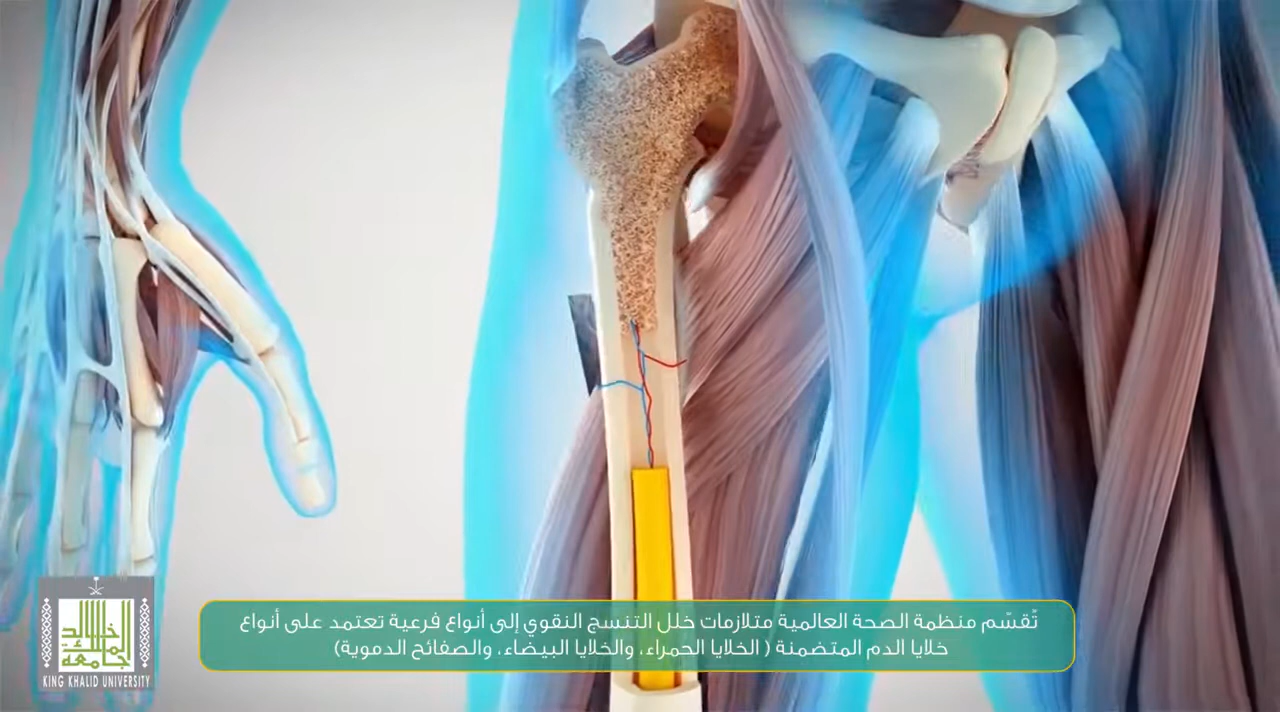 تُقسّم منظمة الصحة العالمية متلازمات خلل التنسج النقوي إلى أنواع فرعية تعتمد على أنواع
خلايا الدم المتضمنة ( الخلايا الحمراء، والخلايا البيضاء، والصفائح الدموية)
جامعة الملك خالد
KING KHALID UNIVERSITY